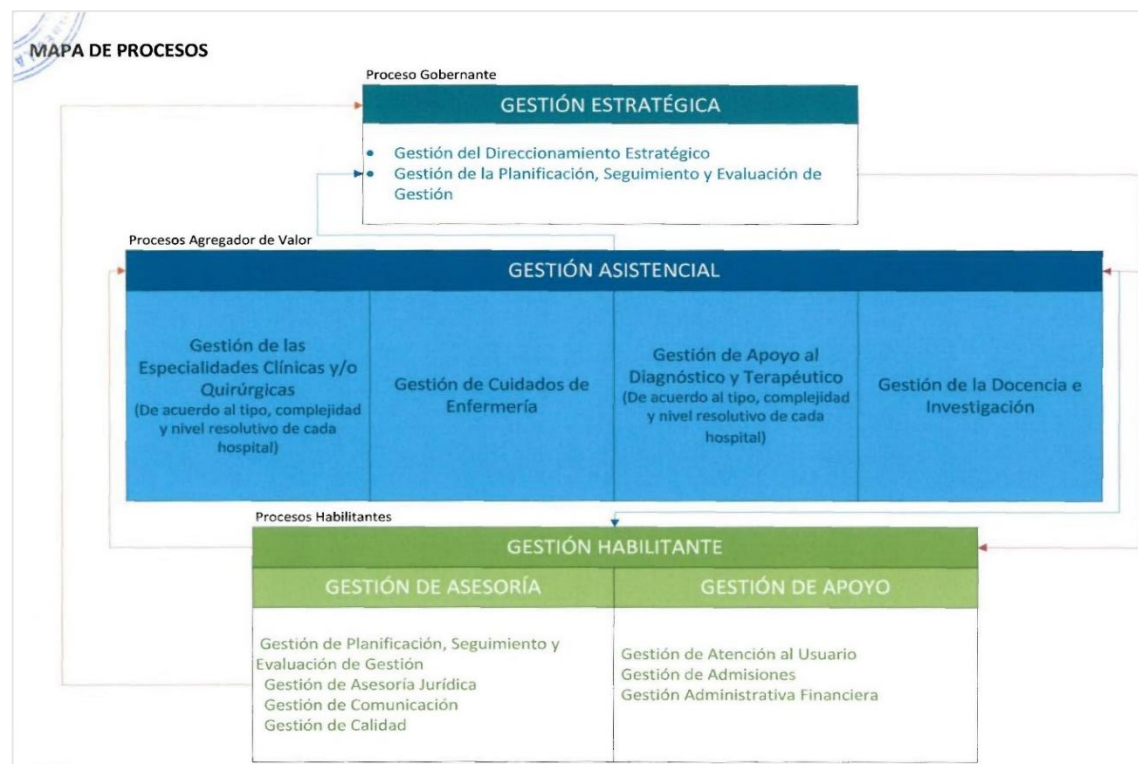 MAPA DE PROCESOS
Proceso Gobernante
GESTIÓN ESTRATÉGICA
• Gestión del Direccionamiento Estratégico
• Gestión de la Planificación, Seguimiento y Evaluación de
Gestión
Procesos Agregador de Valor
GESTIÓN ASISTENCIAL
Gestión de las
Especialidades Clínicas y/o
Quirúrgicas
(De acuerdo al tipo, complejidad
y nivel resolutivo de cada
hospital)
Gestión de Cuidados de
Enfermería
Gestión de Apoyo al
Diagnóstico y Terapéutico
(De acuerdo al tipo, complejidad
y nivel resolutivo de cada
hospital)
Gestión de la Docencia e
Investigación
Procesos Habilitantes
GESTIÓN HABILITANTE
GESTIÓN DE ASESORÍA
GESTIÓN DE APOYO
Gestión de Planificación, Seguimiento y
Evaluación de Gestión
Gestión de Asesoría Jurídica
Gestión de Comunicación
Gestión de Calidad
Gestión de Atención al Usuario
Gestión de Admisiones
Gestión Administrativa Financiera